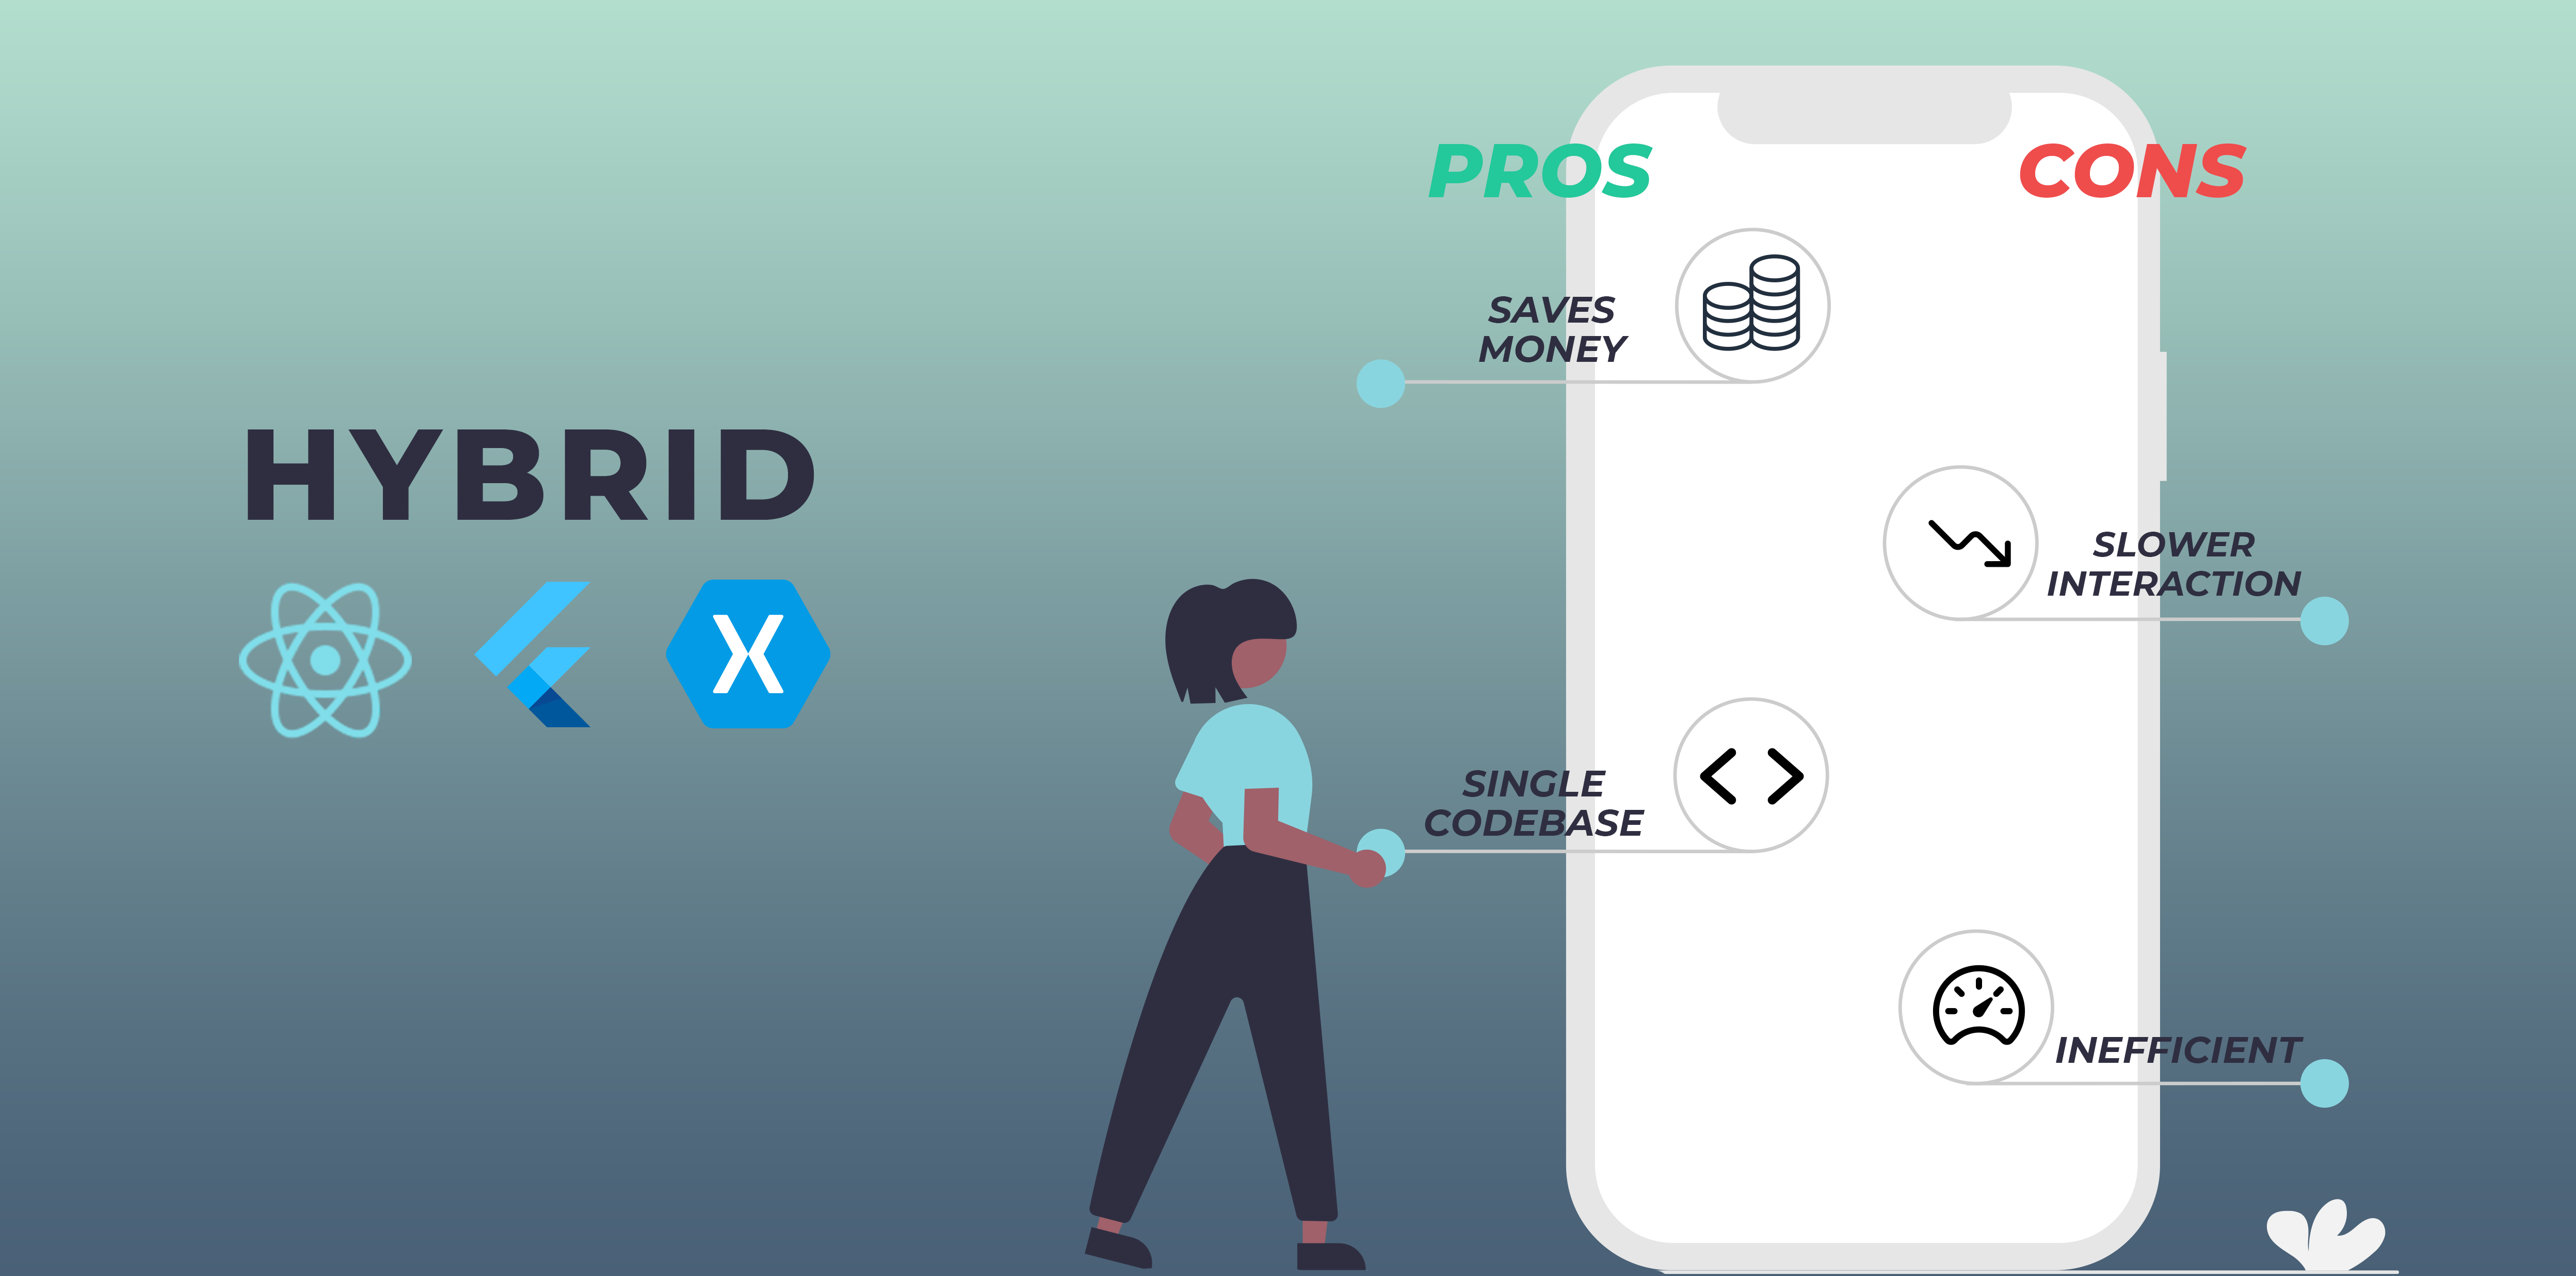 HYBRID
PROS
SAVES
MONEY
SINGLE
CODEBASE
CONS
SLOWER
INTERACTION
INEFFICIENT